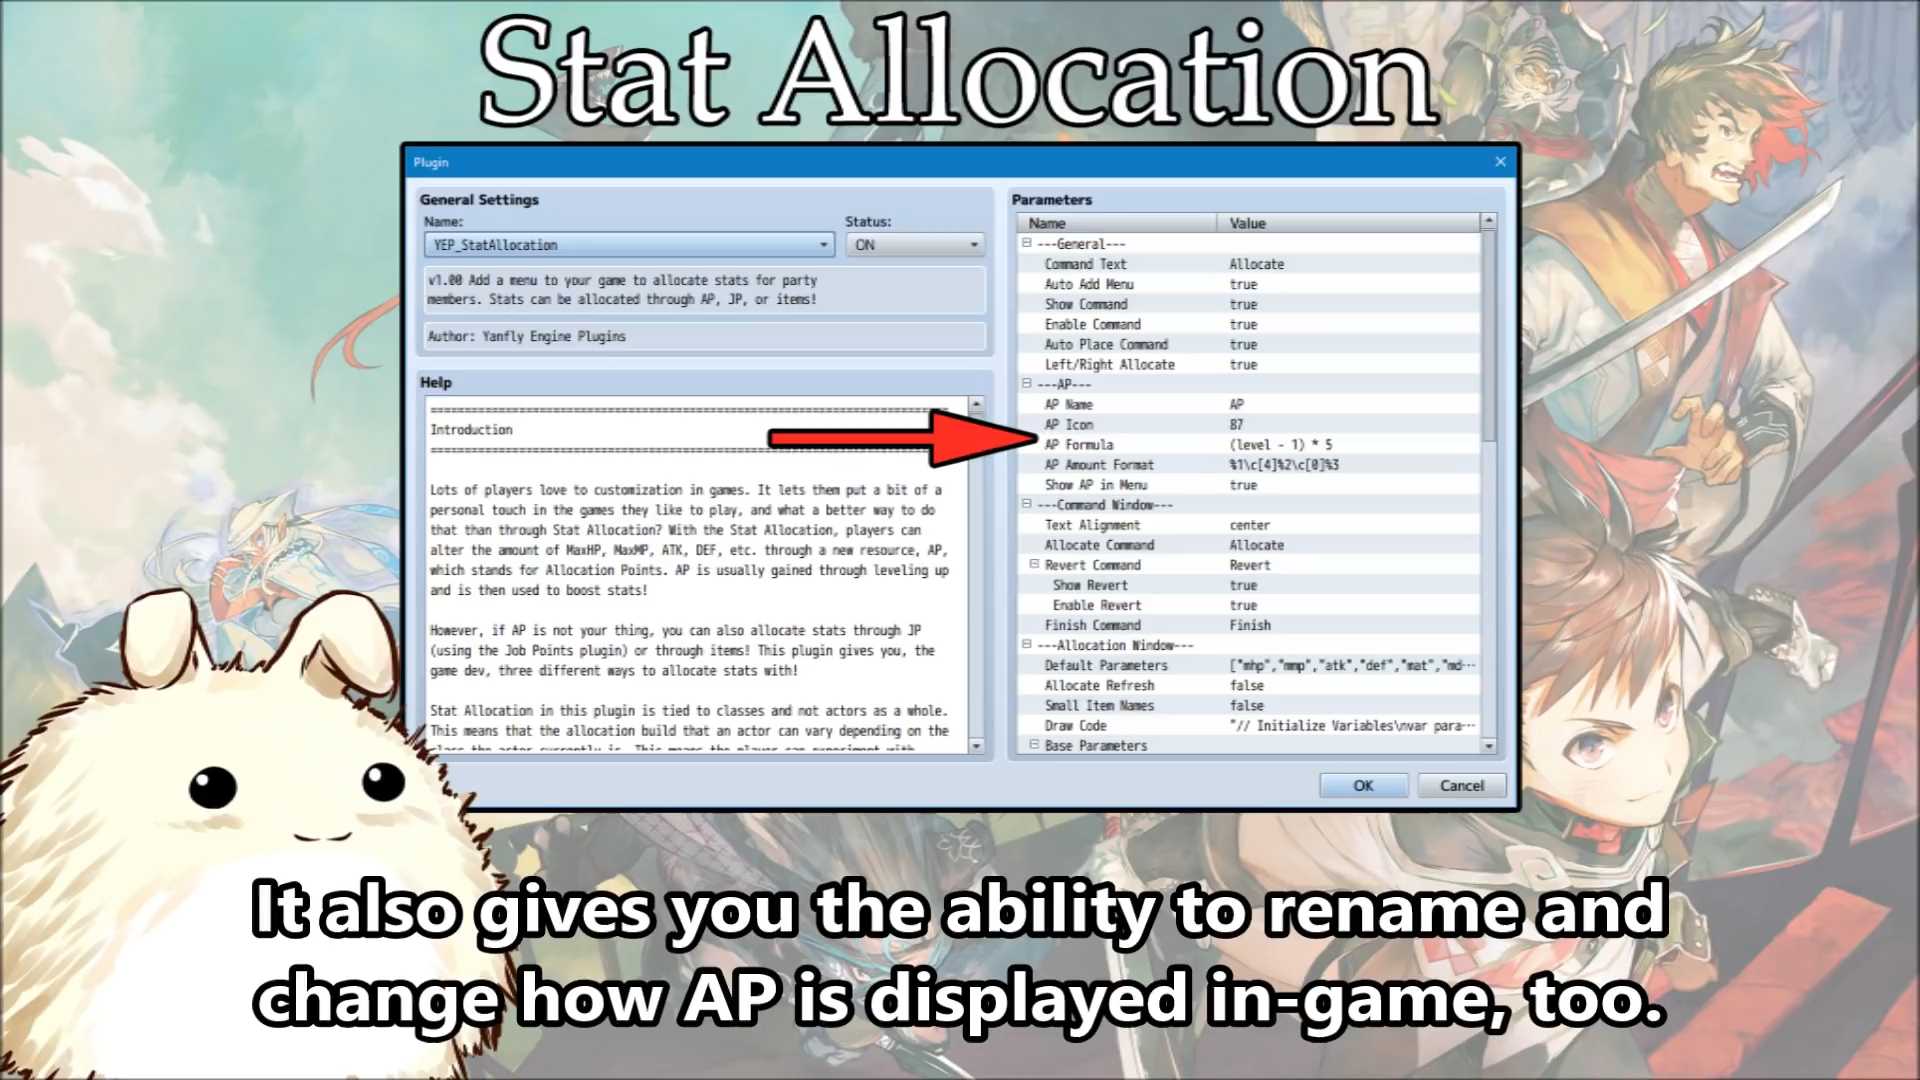 Stat Allocation
Plugin
General Settings
Name:
Status:
YEP_StatAllocation
ON
v1.00 Add a menu to your game to allocate stats for party
members. Stats can be allocated through AP, JP, or items!
Author: Yanfly Engine Plugins
Help
Introduction
Lots of players love to customization in games. It lets them put a bit of a
personal touch in the games they like to play, and what a better way to do
that than through Stat Allocation? With the Stat Allocation, players can
alter the amount of MaxHP, MaxMP, ATK, DEF, etc. through a new resource, AP,
which stands for Allocation Points. AP is usually gained through leveling up
and is then used to boost stats!
However, if AP is not your thing, you can also allocate stats through JP
(using the Job Points plugin) or through items! This plugin gives you, the
game dev, three different ways to allocate stats with!
Stat Allocation in this plugin is tied to classes and not actors as a whole.
This means that the allocation build that an actor can vary depending on the
class the actor currently is. This means the player can experiment with
Parameters
Name Value
---General---
Command Text Allocate
Auto Add Menu true
Show Command true
Enable Command true
Auto Place Command true
Left/Right Allocate true
---AP---
AP Name AP
AP Icon 87
AP Formula (level - 1) * 5
AP Amount Format %1\c[4]%2\c[0]%3
Show AP in Menu true
---Command Window---
Text Alignment center
Allocate Command Allocate
Revert Command Revert
Show Revert true
Enable Revert true
Finish Command Finish
---Allocation Window---
Default Parameters ["mhp","mmp","atk","def","mat","md···
Allocate Refresh false
Small Item Names false
Draw Code "// Initialize Variables\nvar para···
Base Parameters
OK
Cancel
It also gives you the ability to rename and
change how AP is displayed in-game, too.